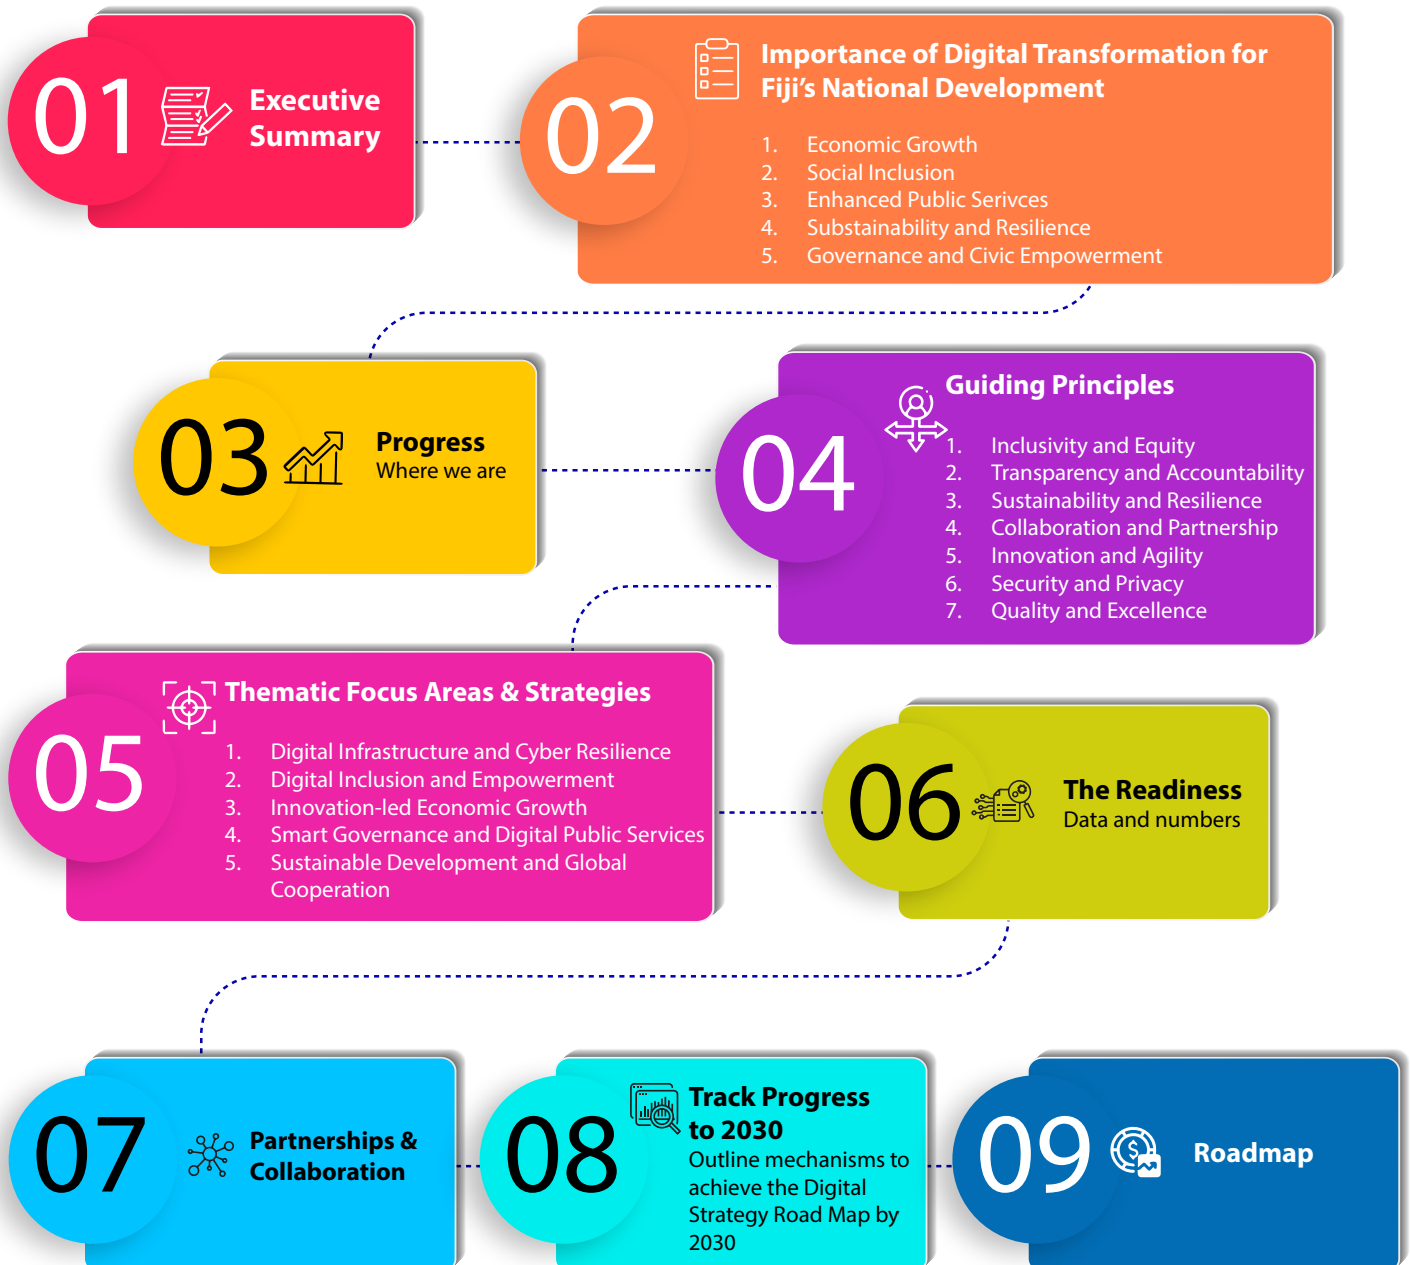 01
Executive
Summary
02
Importance of Digital Transformation for
Fiji's National Development
1. Economic Growth
2. Social Inclusion
3. Enhanced Public Serivces
4. Substainability and Resilience
5. Governance and Civic Empowerment
03
Progress
Where we are
04
Guiding Principles
1. Inclusivity and Equity
2. Transparency and Accountability
3. Sustainability and Resilience
4. Collaboration and Partnership
5. Innovation and Agility
6. Security and Privacy
7. Quality and Excellence
05
Thematic Focus Areas & Strategies
1. Digital Infrastructure and Cyber Resilience
2. Digital Inclusion and Empowerment
3. Innovation-led Economic Growth
4. Smart Governance and Digital Public Services
5. Sustainable Development and Global
Cooperation
06
The Readiness
Data and numbers
07
Partnerships &
Collaboration
08
Track Progress
to 2030
Outline mechanisms to
achieve the Digital
Strategy Road Map by
2030
09
Roadmap